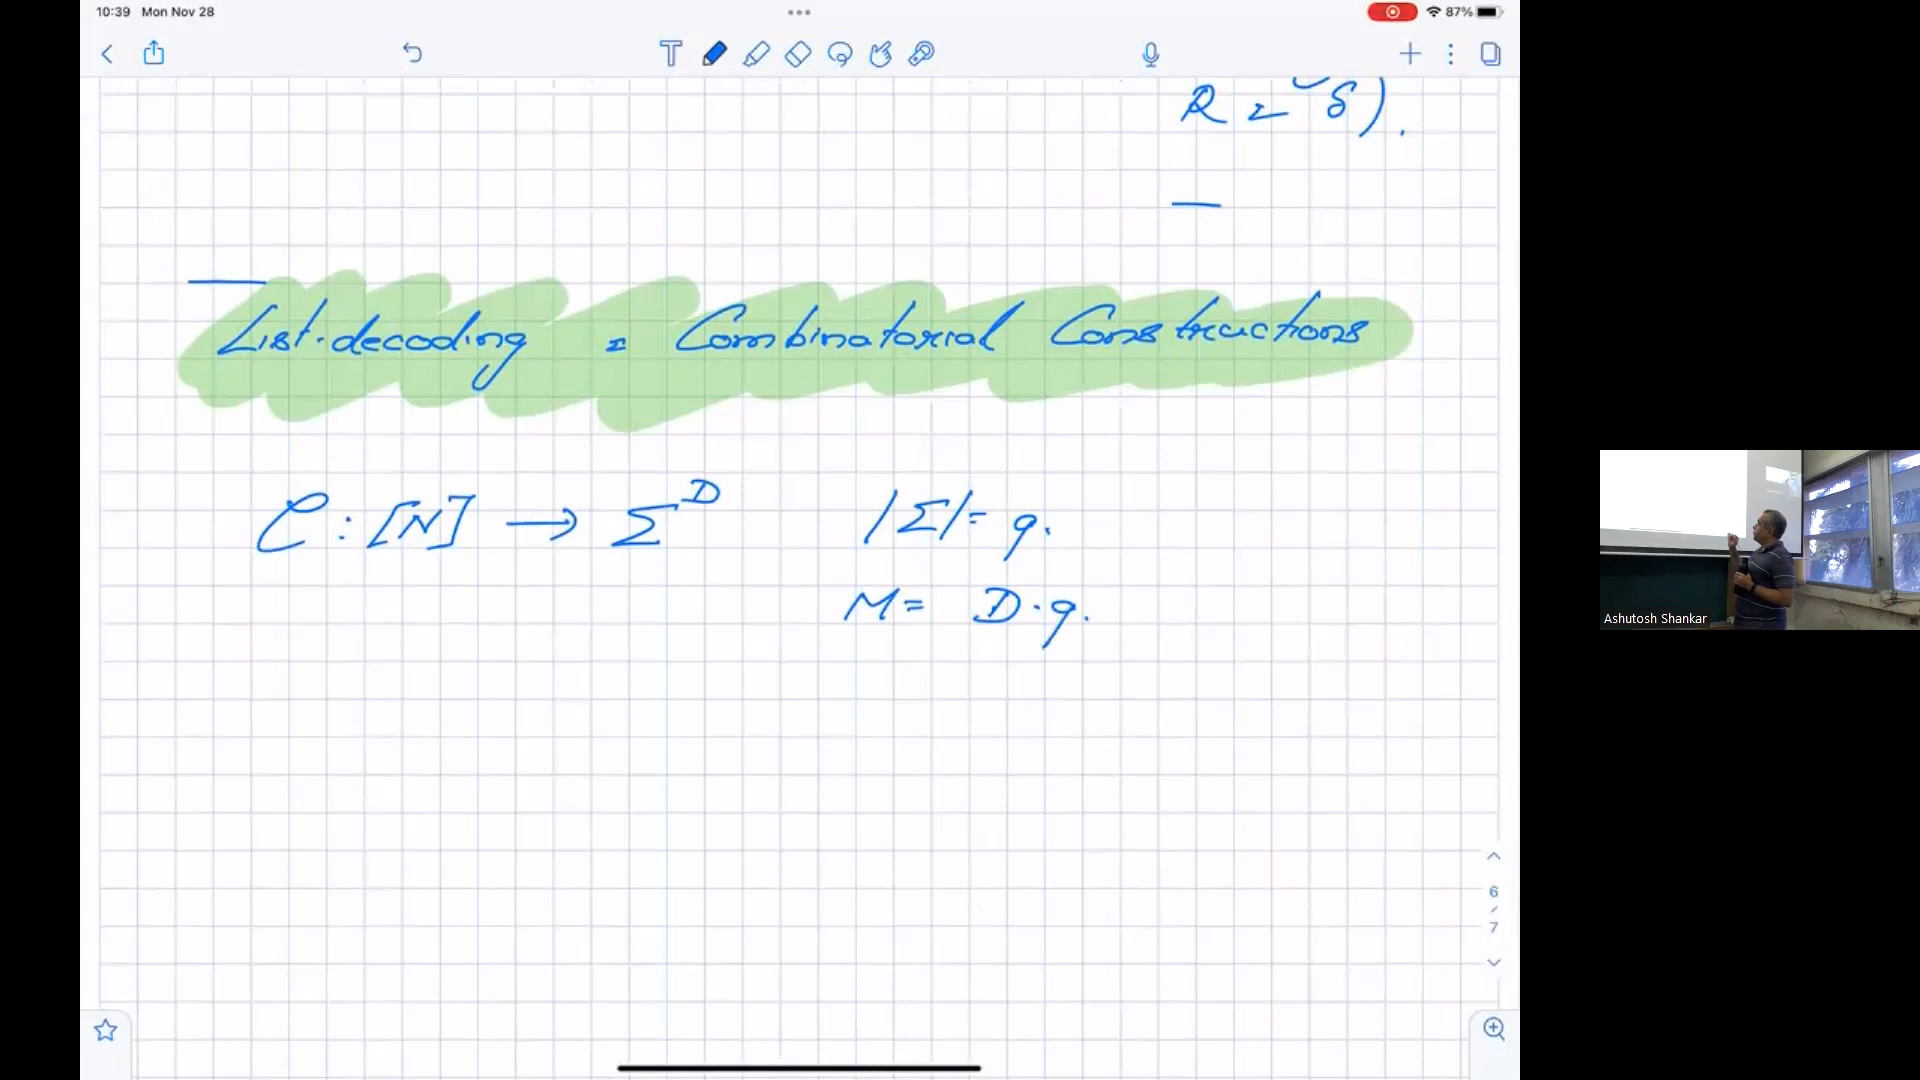 10:39 Mon Nov 28
87%
R = δ).
List-decoding = Combinatorial Constructions
C : [N] → Σ^D |Σ| = q.
M = D·q.
6
7
Ashutosh Shankar